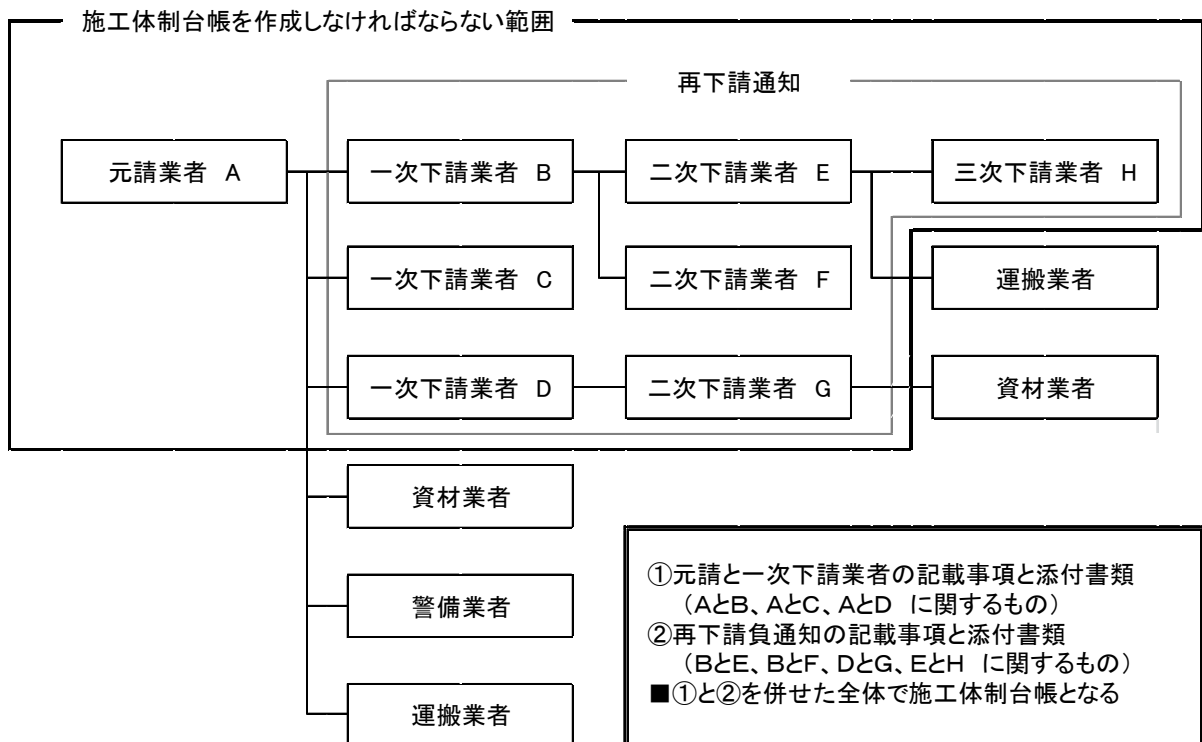 施工体制台帳を作成しなければならない範囲
再下請通知
元請業者 A
一次下請業者 B
二次下請業者 E
三次下請業者 H
一次下請業者 C
二次下請業者 F
運搬業者
一次下請業者 D
二次下請業者 G
資材業者
資材業者
警備業者
運搬業者
①元請と一次下請業者の記載事項と添付書類
（AとB、AとC、AとD に関するもの）
②再下請負通知の記載事項と添付書類
（BとE、BとF、DとG、EとH に関するもの）
■①と②を併せた全体で施工体制台帳となる